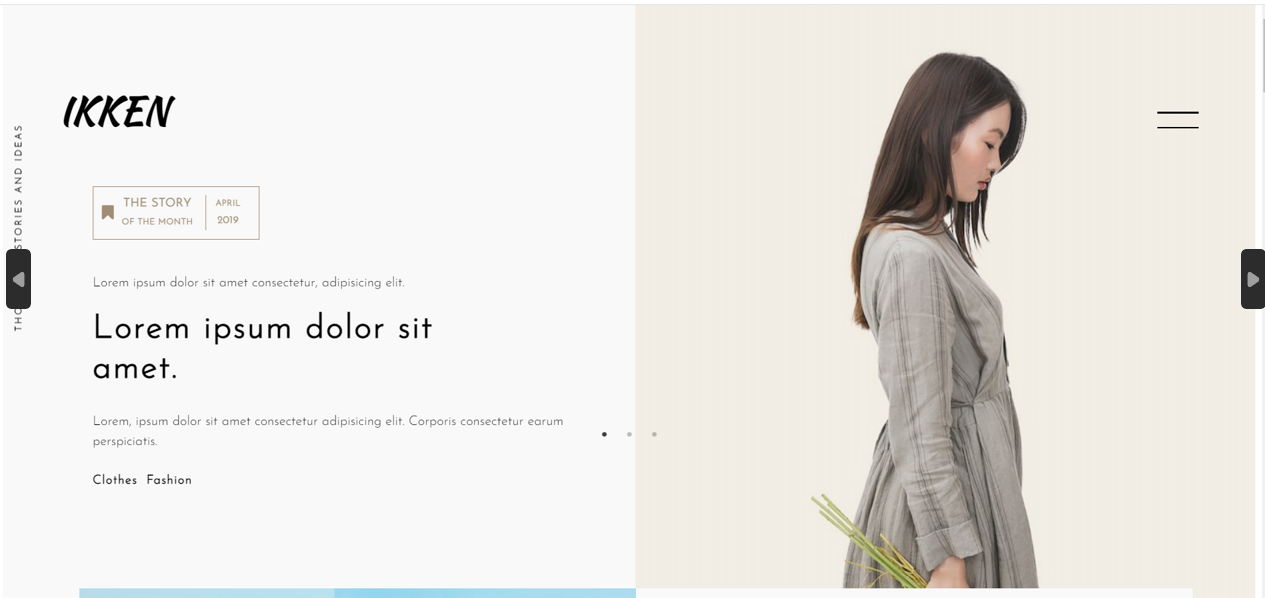 IKKEN
STORIES AND IDEAS
THE STORY
OF THE MONTH
APRIL
2019
Lorem ipsum dolor sit amet consectetur, adipisicing elit.
Lorem ipsum dolor sit
amet.
Lorem, ipsum dolor sit amet consectetur adipisicing elit. Corporis consectetur earum
perspiciatis.
Clothes Fashion